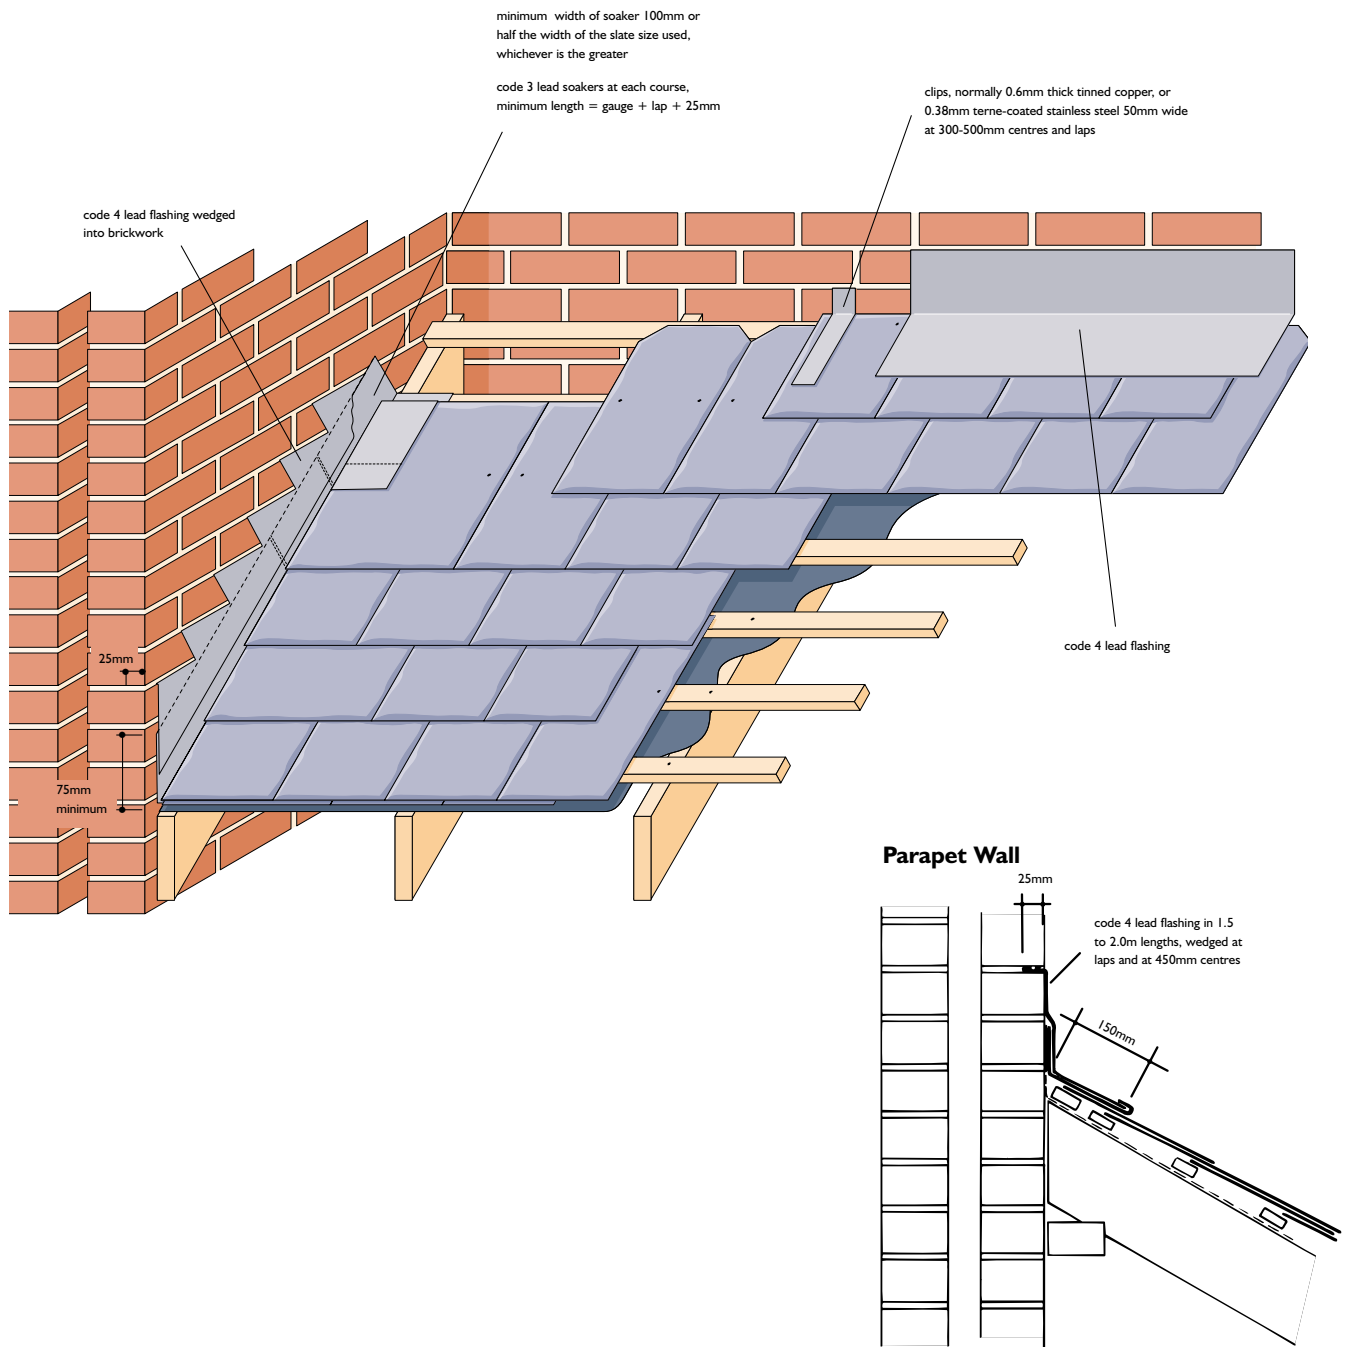 minimum  width of soaker 100mm or
half the width of the slate size used,
whichever is the greater
code 3 lead soakers at each course,
minimum length = gauge + lap + 25mm
clips, normally 0.6mm thick tinned copper, or
0.38mm terne-coated stainless steel 50mm wide
at 300-500mm centres and laps
code 4 lead flashing wedged
into brickwork
code 4 lead flashing
25mm
75mm
minimum
Parapet Wall
25mm
code 4 lead flashing in 1.5
to 2.0m lengths, wedged at
laps and at 450mm centres
150mm